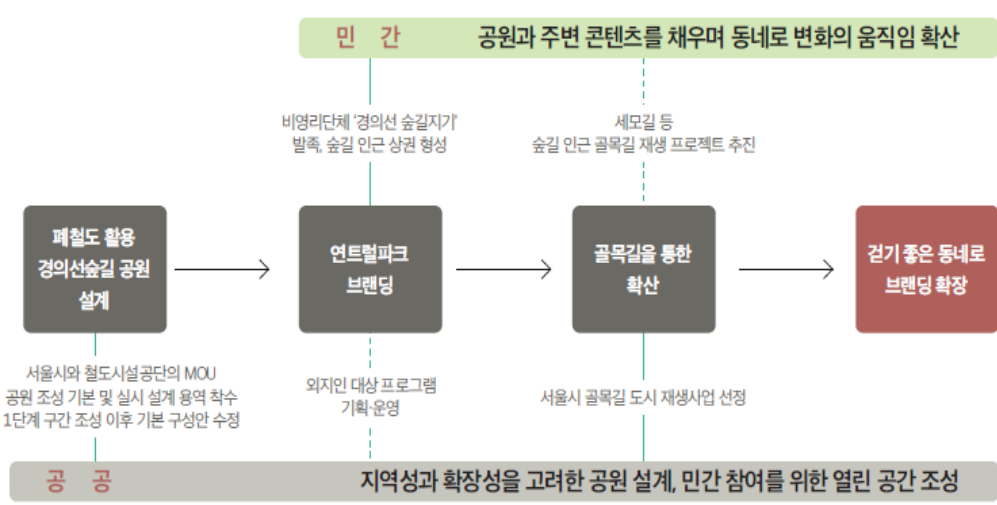 민 간 공원과 주변 콘텐츠를 채우며 동네로 변화의 움직임 확산
비영리단체 '경의선 숲길지기'
발족, 숲길 인근 상권 형성
세모길 등
숲길 인근 골목길 재생 프로젝트 추진
폐철도 활용
경의선숲길 공원
설계
연트럴파크
브랜딩
골목길을 통한
확산
걷기 좋은 동네로
브랜딩 확장
서울시와 철도시설공단의 MOU
공원 조성 기본 및 실시 설계 용역 착수
1단계 구간 조성 이후 기본 구성안 수정
외지인 대상 프로그램
기획·운영
서울시 골목길 도시 재생사업 선정
공 공 지역성과 확장성을 고려한 공원 설계, 민간 참여를 위한 열린 공간 조성